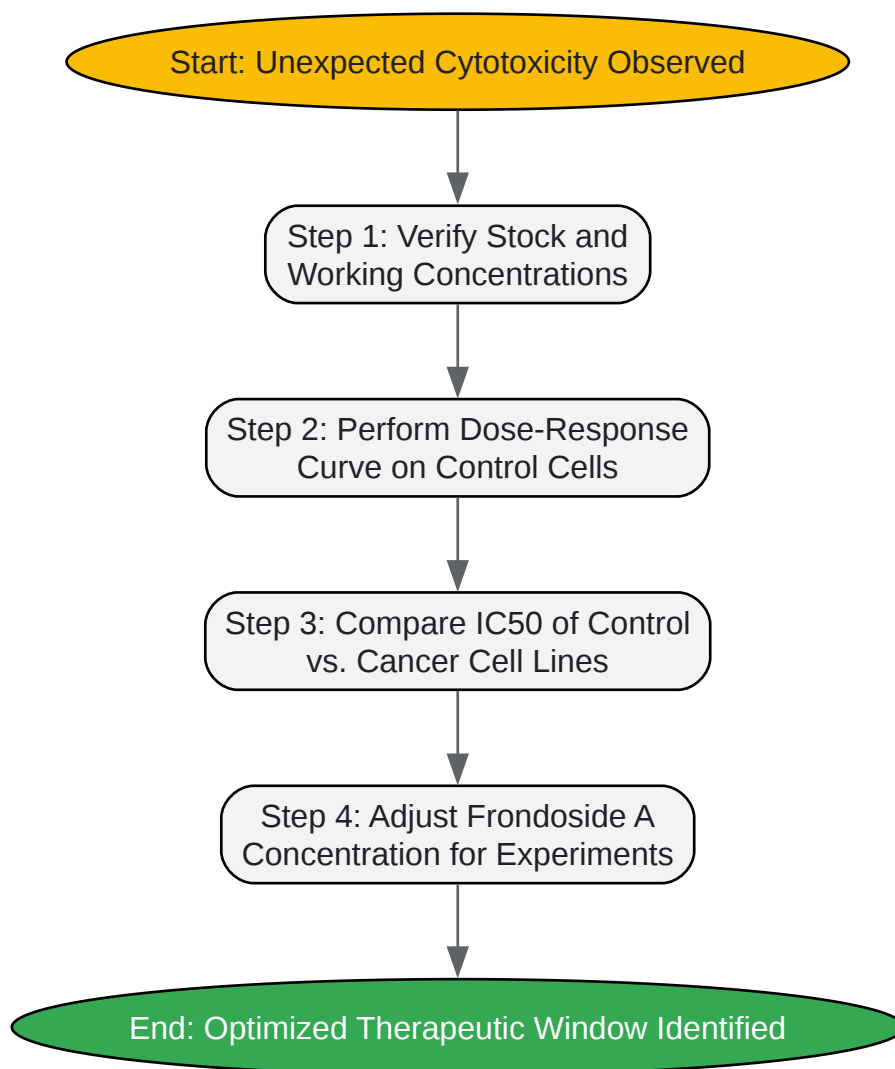 Start: Unexpected Cytotoxicity Observed
Step 1: Verify Stock and
Working Concentrations
Step 2: Perform Dose-Response
Curve on Control Cells
Step 3: Compare IC50 of Control
vs. Cancer Cell Lines
Step 4: Adjust Frondoside A
Concentration for Experiments
End: Optimized Therapeutic Window Identified